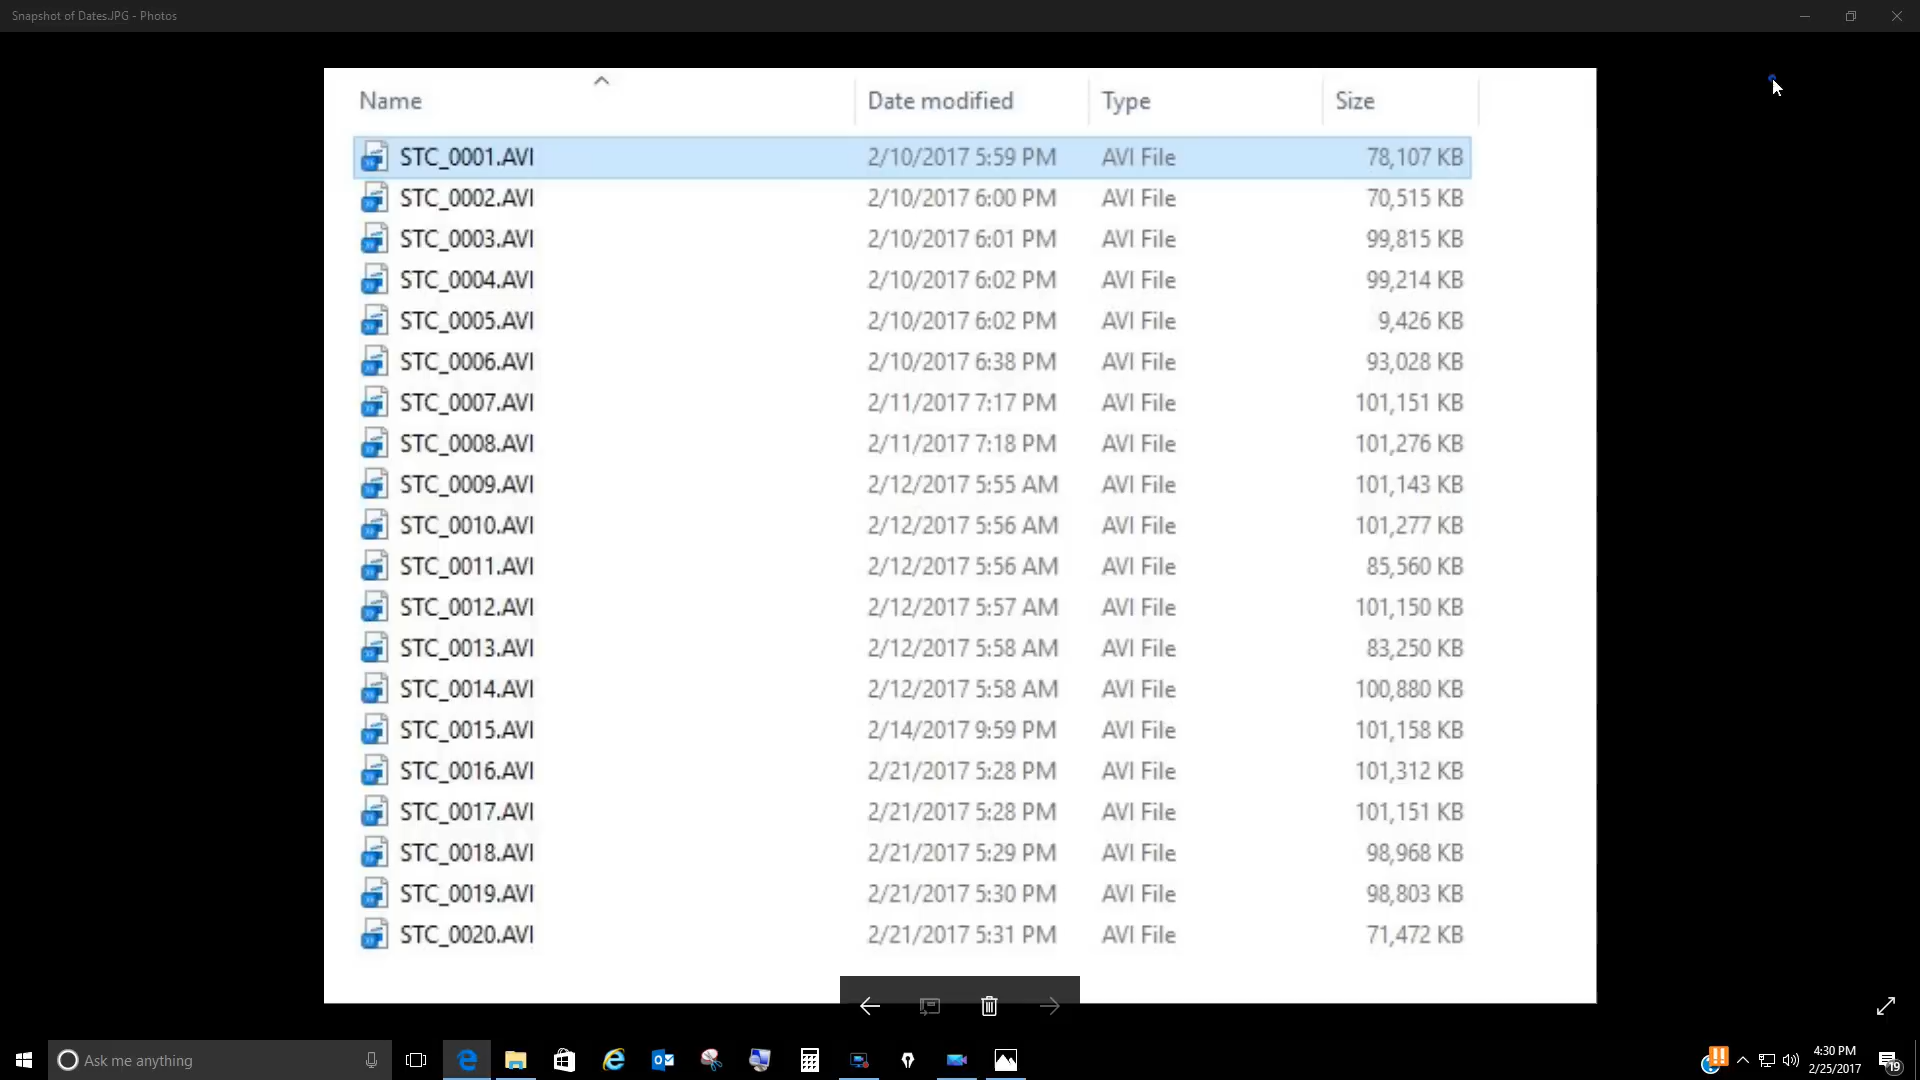 Snapshot of Dates.JPG - Photos
Name Date modified Type Size
STC_0001.AVI 2/10/2017 5:59 PM AVI File 78,107 KB
STC_0002.AVI 2/10/2017 6:00 PM AVI File 70,515 KB
STC_0003.AVI 2/10/2017 6:01 PM AVI File 99,815 KB
STC_0004.AVI 2/10/2017 6:02 PM AVI File 99,214 KB
STC_0005.AVI 2/10/2017 6:02 PM AVI File 9,426 KB
STC_0006.AVI 2/10/2017 6:38 PM AVI File 93,028 KB
STC_0007.AVI 2/11/2017 7:17 PM AVI File 101,151 KB
STC_0008.AVI 2/11/2017 7:18 PM AVI File 101,276 KB
STC_0009.AVI 2/12/2017 5:55 AM AVI File 101,143 KB
STC_0010.AVI 2/12/2017 5:56 AM AVI File 101,277 KB
STC_0011.AVI 2/12/2017 5:56 AM AVI File 85,560 KB
STC_0012.AVI 2/12/2017 5:57 AM AVI File 101,150 KB
STC_0013.AVI 2/12/2017 5:58 AM AVI File 83,250 KB
STC_0014.AVI 2/12/2017 5:58 AM AVI File 100,880 KB
STC_0015.AVI 2/14/2017 9:59 PM AVI File 101,158 KB
STC_0016.AVI 2/21/2017 5:28 PM AVI File 101,312 KB
STC_0017.AVI 2/21/2017 5:28 PM AVI File 101,151 KB
STC_0018.AVI 2/21/2017 5:29 PM AVI File 98,968 KB
STC_0019.AVI 2/21/2017 5:30 PM AVI File 98,803 KB
STC_0020.AVI 2/21/2017 5:31 PM AVI File 71,472 KB
Ask me anything
4:30 PM
2/25/2017
19